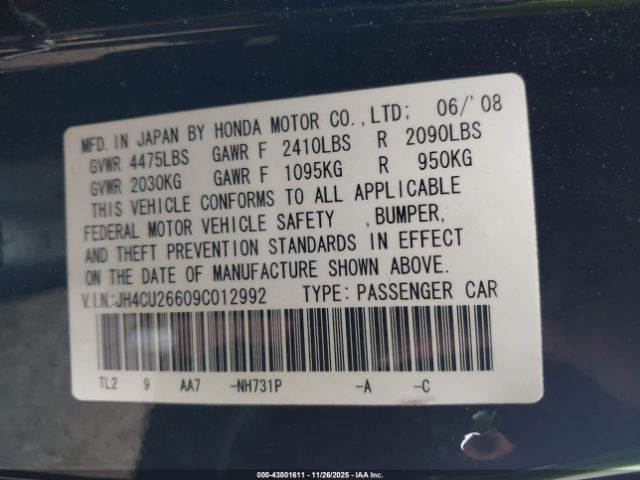 MFD. IN JAPAN BY HONDA MOTOR CO., LTD; 06/'08
GVWR 4475LBS GAWR F 2410LBS R 2090LBS
GVWR 2030KG GAWR F 1095KG R 950KG
THIS VEHICLE CONFORMS TO ALL APPLICABLE
FEDERAL MOTOR VEHICLE SAFETY , BUMPER,
AND THEFT PREVENTION STANDARDS IN EFFECT
ON THE DATE OF MANUFACTURE SHOWN ABOVE.
V.I.N.:JH4CU26609C012992 TYPE: PASSENGER CAR
TL2 9 AA7 -NH731P -A -C
000-43801611 - 11/26/2025 - IAA Inc.